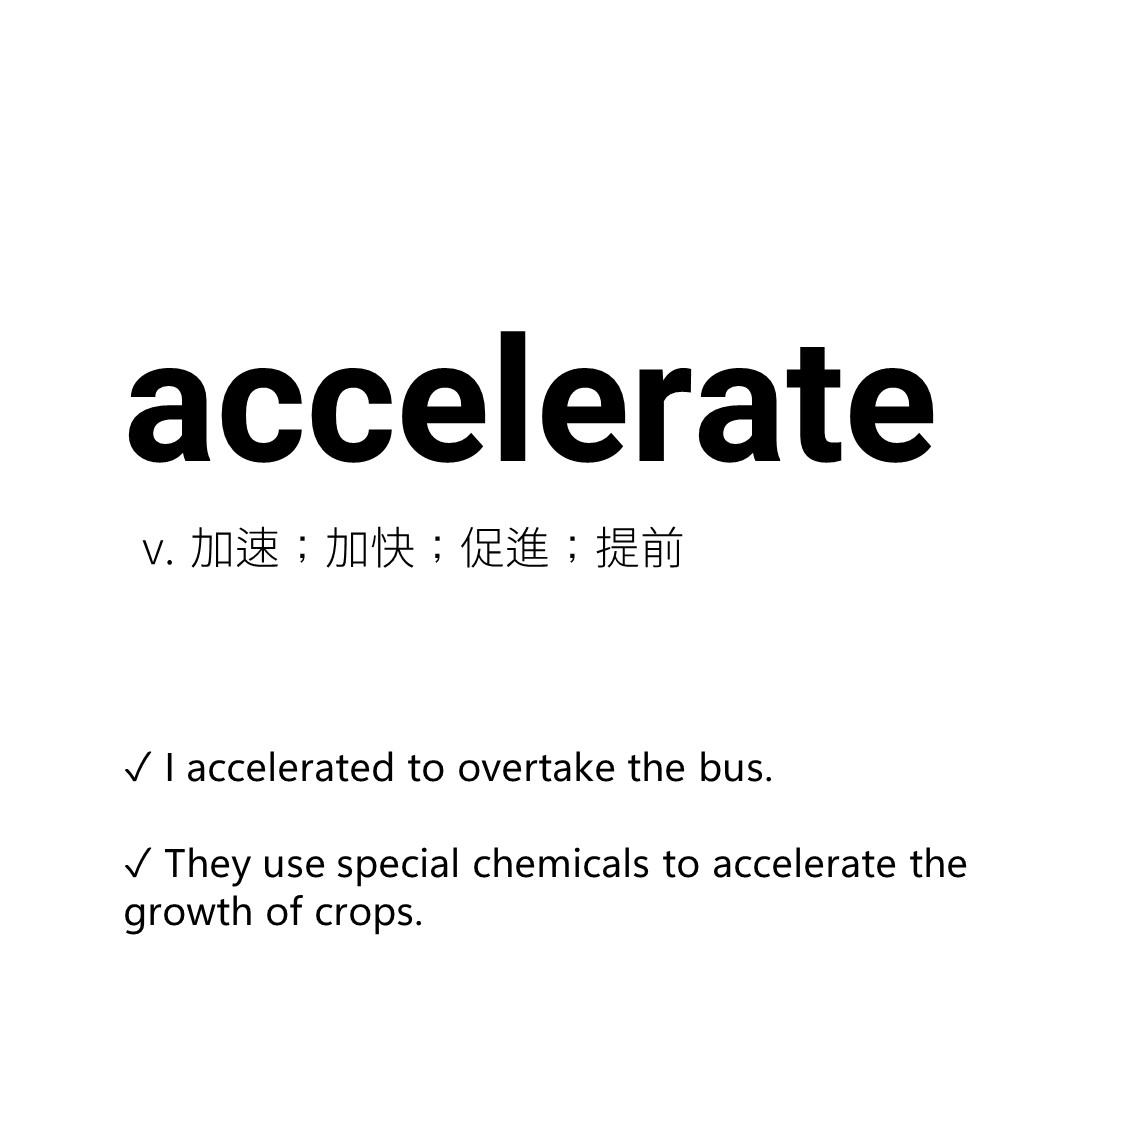 accelerate
v. 加速；加快；促進；提前
✓ I accelerated to overtake the bus.
✓ They use special chemicals to accelerate the
growth of crops.